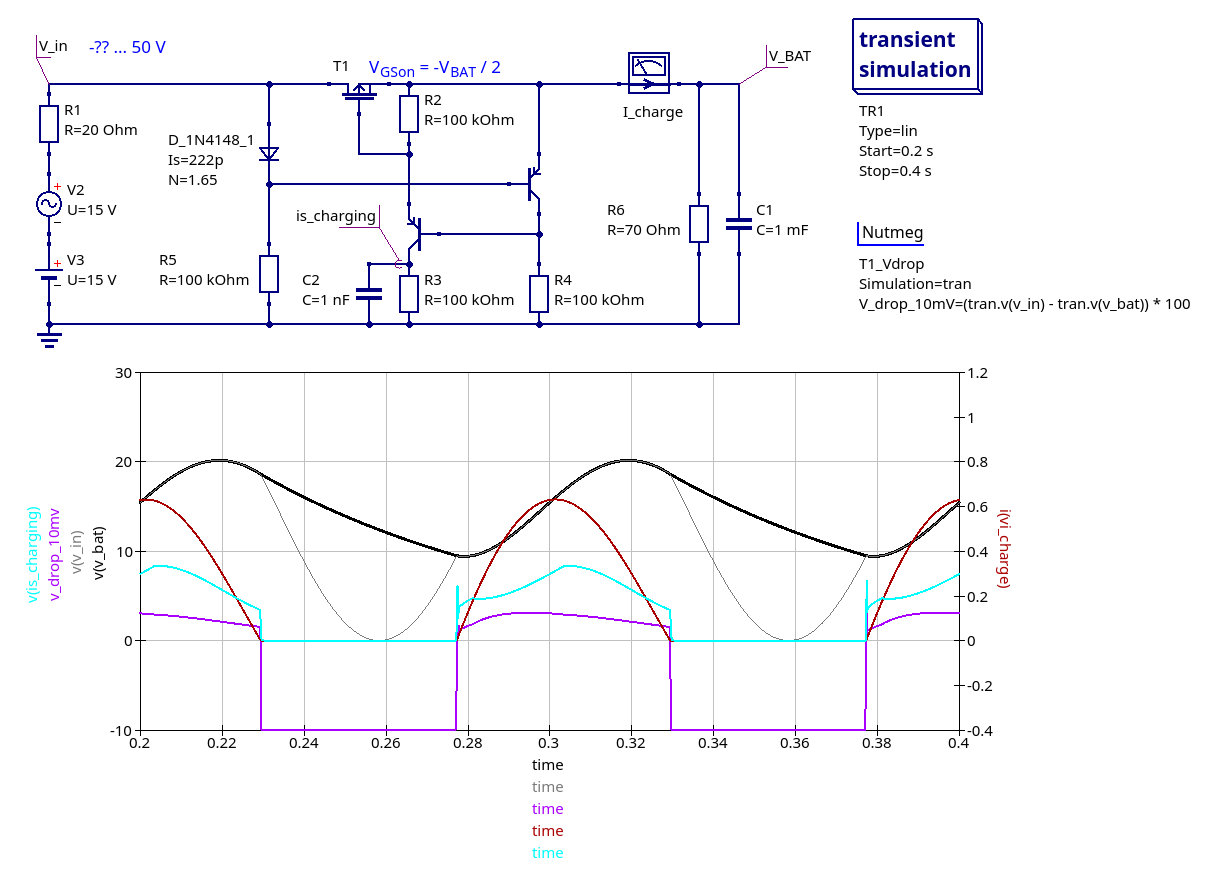 V_in
-?? ... 50 V
T1
VGSon = -VBAT / 2
V_BAT
transient
simulation
R1
R=20 Ohm
D_1N4148_1
Is=222p
N=1.65
R2
R=100 kOhm
I_charge
TR1
Type=lin
Start=0.2 s
Stop=0.4 s
V2
U=15 V
+
−
is_charging
R6
R=70 Ohm
C1
C=1 mF
Nutmeg
V3
U=15 V
+
−
R5
R=100 kOhm
C2
C=1 nF
R3
R=100 kOhm
R4
R=100 kOhm
T1_Vdrop
Simulation=tran
V_drop_10mV=(tran.v(v_in) - tran.v(v_bat)) * 100
30
20
10
0
-10
1.2
1
0.8
0.6
0.4
0.2
0
-0.2
-0.4
v(is_charging)
v_drop_10mv
v(v_in)
v(v_bat)
i(vi_charge)
0.2 0.22 0.24 0.26 0.28 0.3 0.32 0.34 0.36 0.38 0.4
time
time
time
time
time